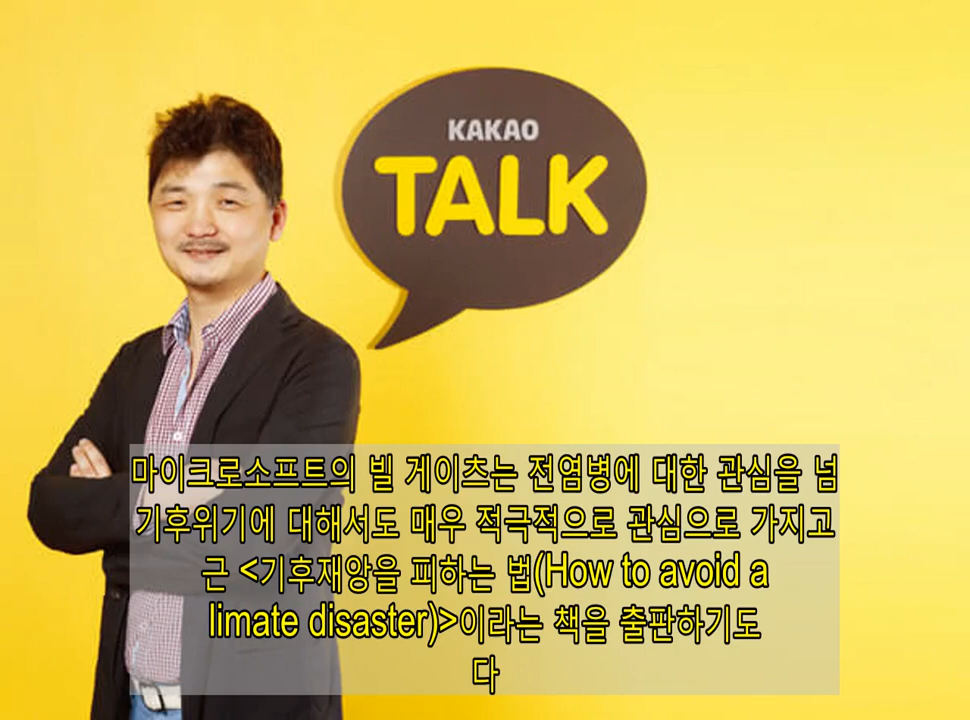 KAKAO
TALK
마이크로소프트의 빌 게이츠는 전염병에 대한 관심을 넘
기후위기에 대해서도 매우 적극적으로 관심으로 가지고
근 <기후재앙을 피하는 법(How to avoid a
limate disaster)>이라는 책을 출판하기도
다